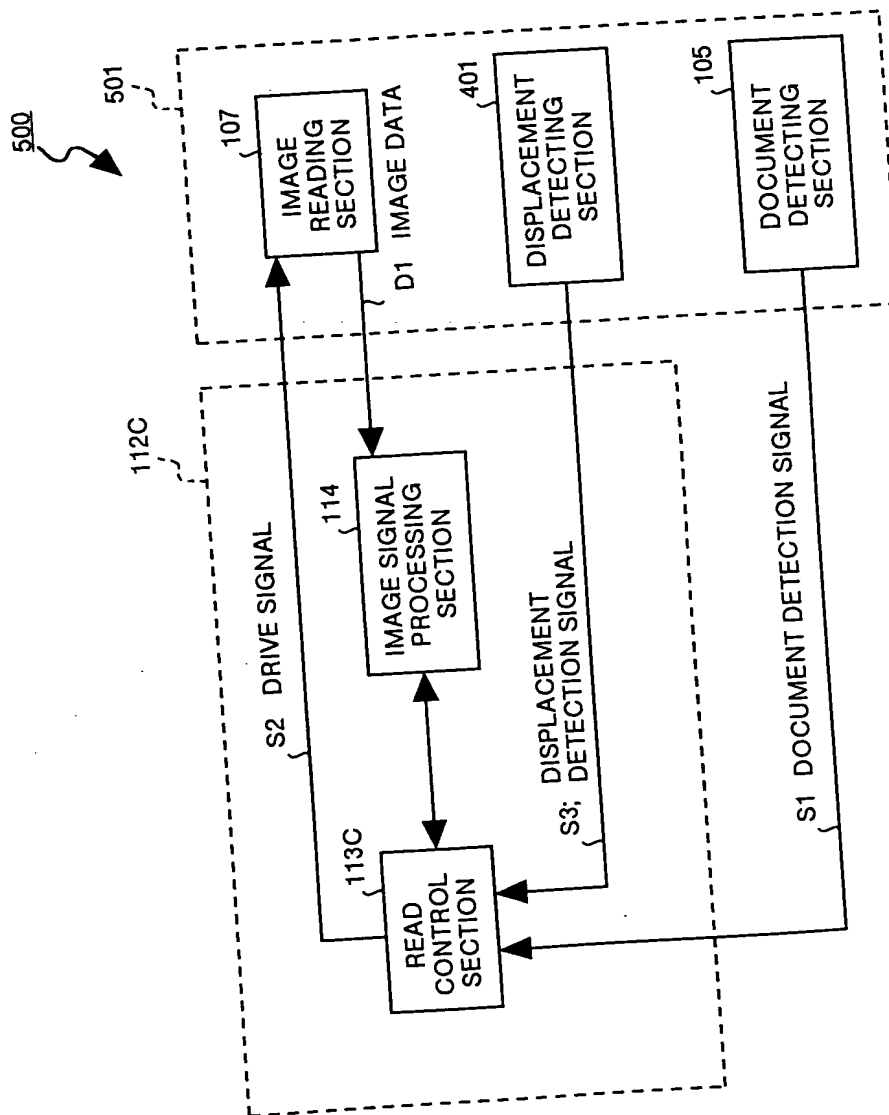 500
501
107
IMAGE
READING
SECTION
D1 IMAGE DATA
401
DISPLACEMENT
DETECTING
SECTION
105
DOCUMENT
DETECTING
SECTION
112C
S2 DRIVE SIGNAL
114
IMAGE SIGNAL
PROCESSING
SECTION
113C
READ
CONTROL
SECTION
S3; DISPLACEMENT
DETECTION SIGNAL
S1 DOCUMENT DETECTION SIGNAL